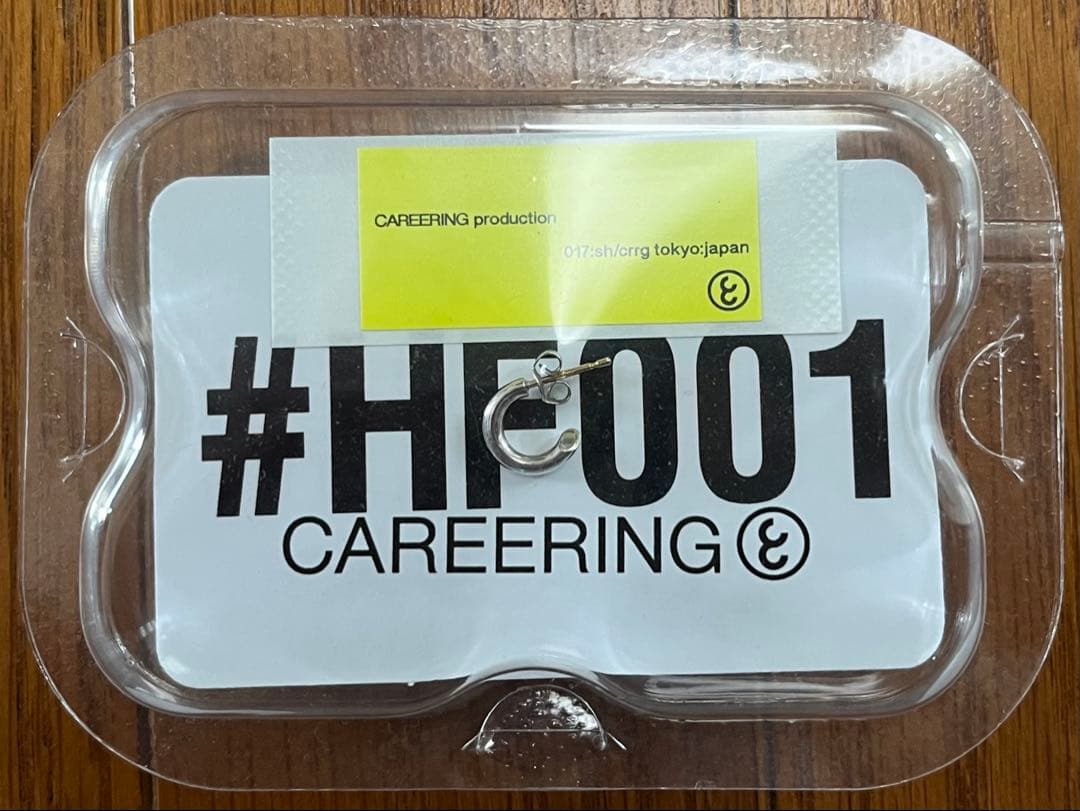 CAREERING production
017:sh/crrg tokyo:japan
#HF001
CAREERING